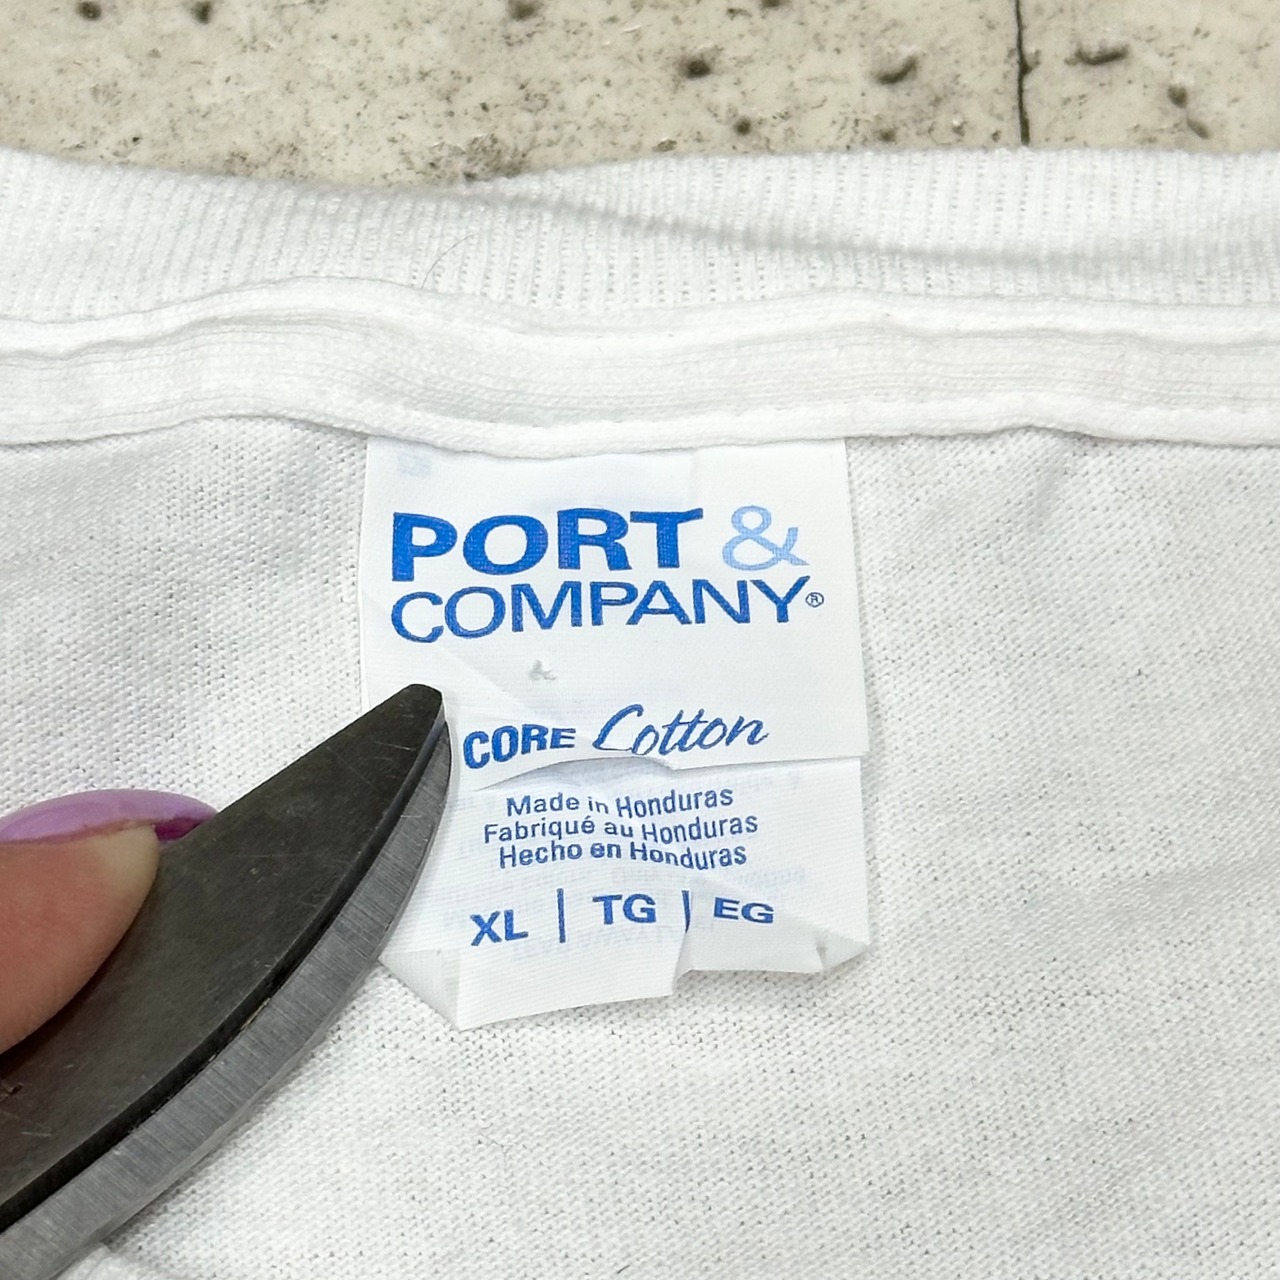 PORT &
COMPANY®
CORE Cotton
Made in Honduras
Fabriqué au Honduras
Hecho en Honduras
XL | TG | EG